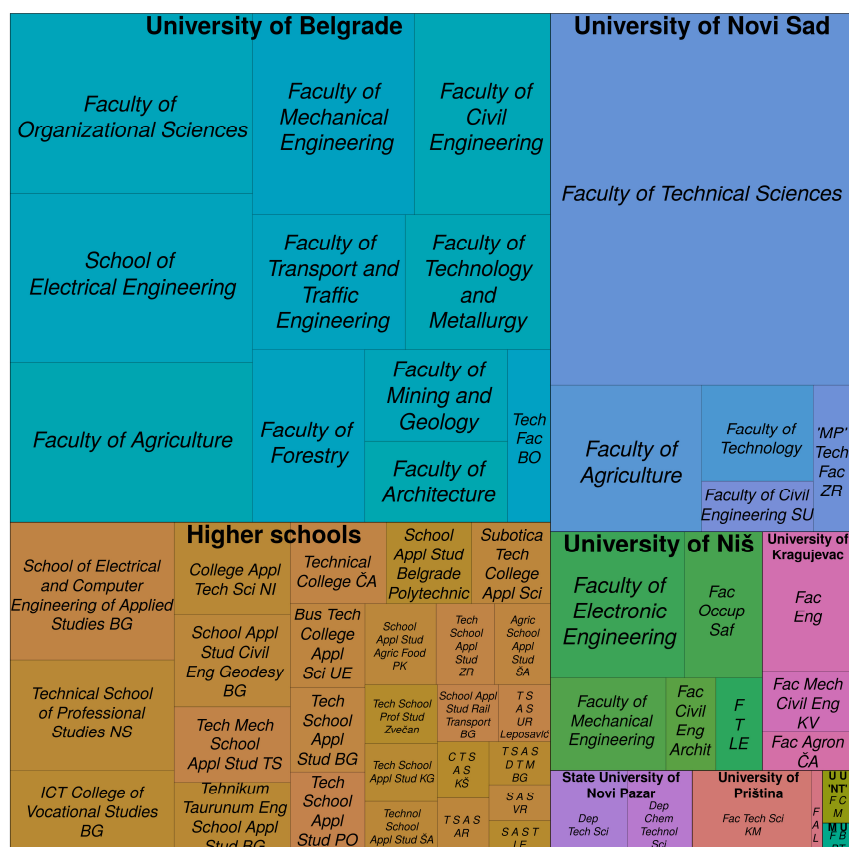 University of Belgrade
Faculty of
Organizational Sciences
Faculty of
Mechanical
Engineering
Faculty of
Civil
Engineering
School of
Electrical Engineering
Faculty of
Transport and
Traffic
Engineering
Faculty of
Technology
and
Metallurgy
Faculty of Agriculture
Faculty of
Forestry
Faculty of
Mining and
Geology
Faculty of
Architecture
Tech
Fac
BO
University of Novi Sad
Faculty of Technical Sciences
Faculty of
Agriculture
Faculty of
Technology
Faculty of Civil
Engineering SU
'MP'
Tech
Fac
ZR
Higher schools
School of Electrical
and Computer
Engineering of Applied
Studies BG
Technical School
of Professional
Studies NS
ICT College of
Vocational Studies
BG
College Appl
Tech Sci NI
School Appl
Stud Civil
Eng Geodesy
BG
Tech Mech
School
Appl Stud TS
Tehnikum
Taurunum Eng
School Appl
Stud BG
Technical
College ČA
Bus Tech
College
Appl
Sci UE
Tech
School
Appl
Stud BG
Tech
School
Appl
Stud PO
School
Appl Stud
Belgrade
Polytechnic
Subotica
Tech
College
Appl Sci
School
Appl Stud
Agric Food
PK
Tech
School
Appl
Stud
Agric
School
Appl
Stud
ŠA
Tech School
Prof Stud
Zvečan
School Appl
Stud Rail
Transport
BG
T S
A S
UR
Leposavić
Tech School
Appl Stud KG
C T S
A S
KŠ
T S A S
D T M
BG
Technol
School
Appl Stud ŠA
T S A S
AR
S A S
VR
S A S T
LE
University of Niš
Faculty of
Electronic
Engineering
Fac
Occup
Saf
Faculty of
Mechanical
Engineering
Fac
Civil
Eng
Archit
F
T
LE
University of
Kragujevac
Fac
Eng
Fac Mech
Civil Eng
KV
Fac Agron
ČA
State University of
Novi Pazar
Dep
Tech Sci
Dep
Chem
Technol
Sci
University of
Priština
Fac Tech Sci
KM
F
A
L
U U
'NT'
F C
M
M U
F B